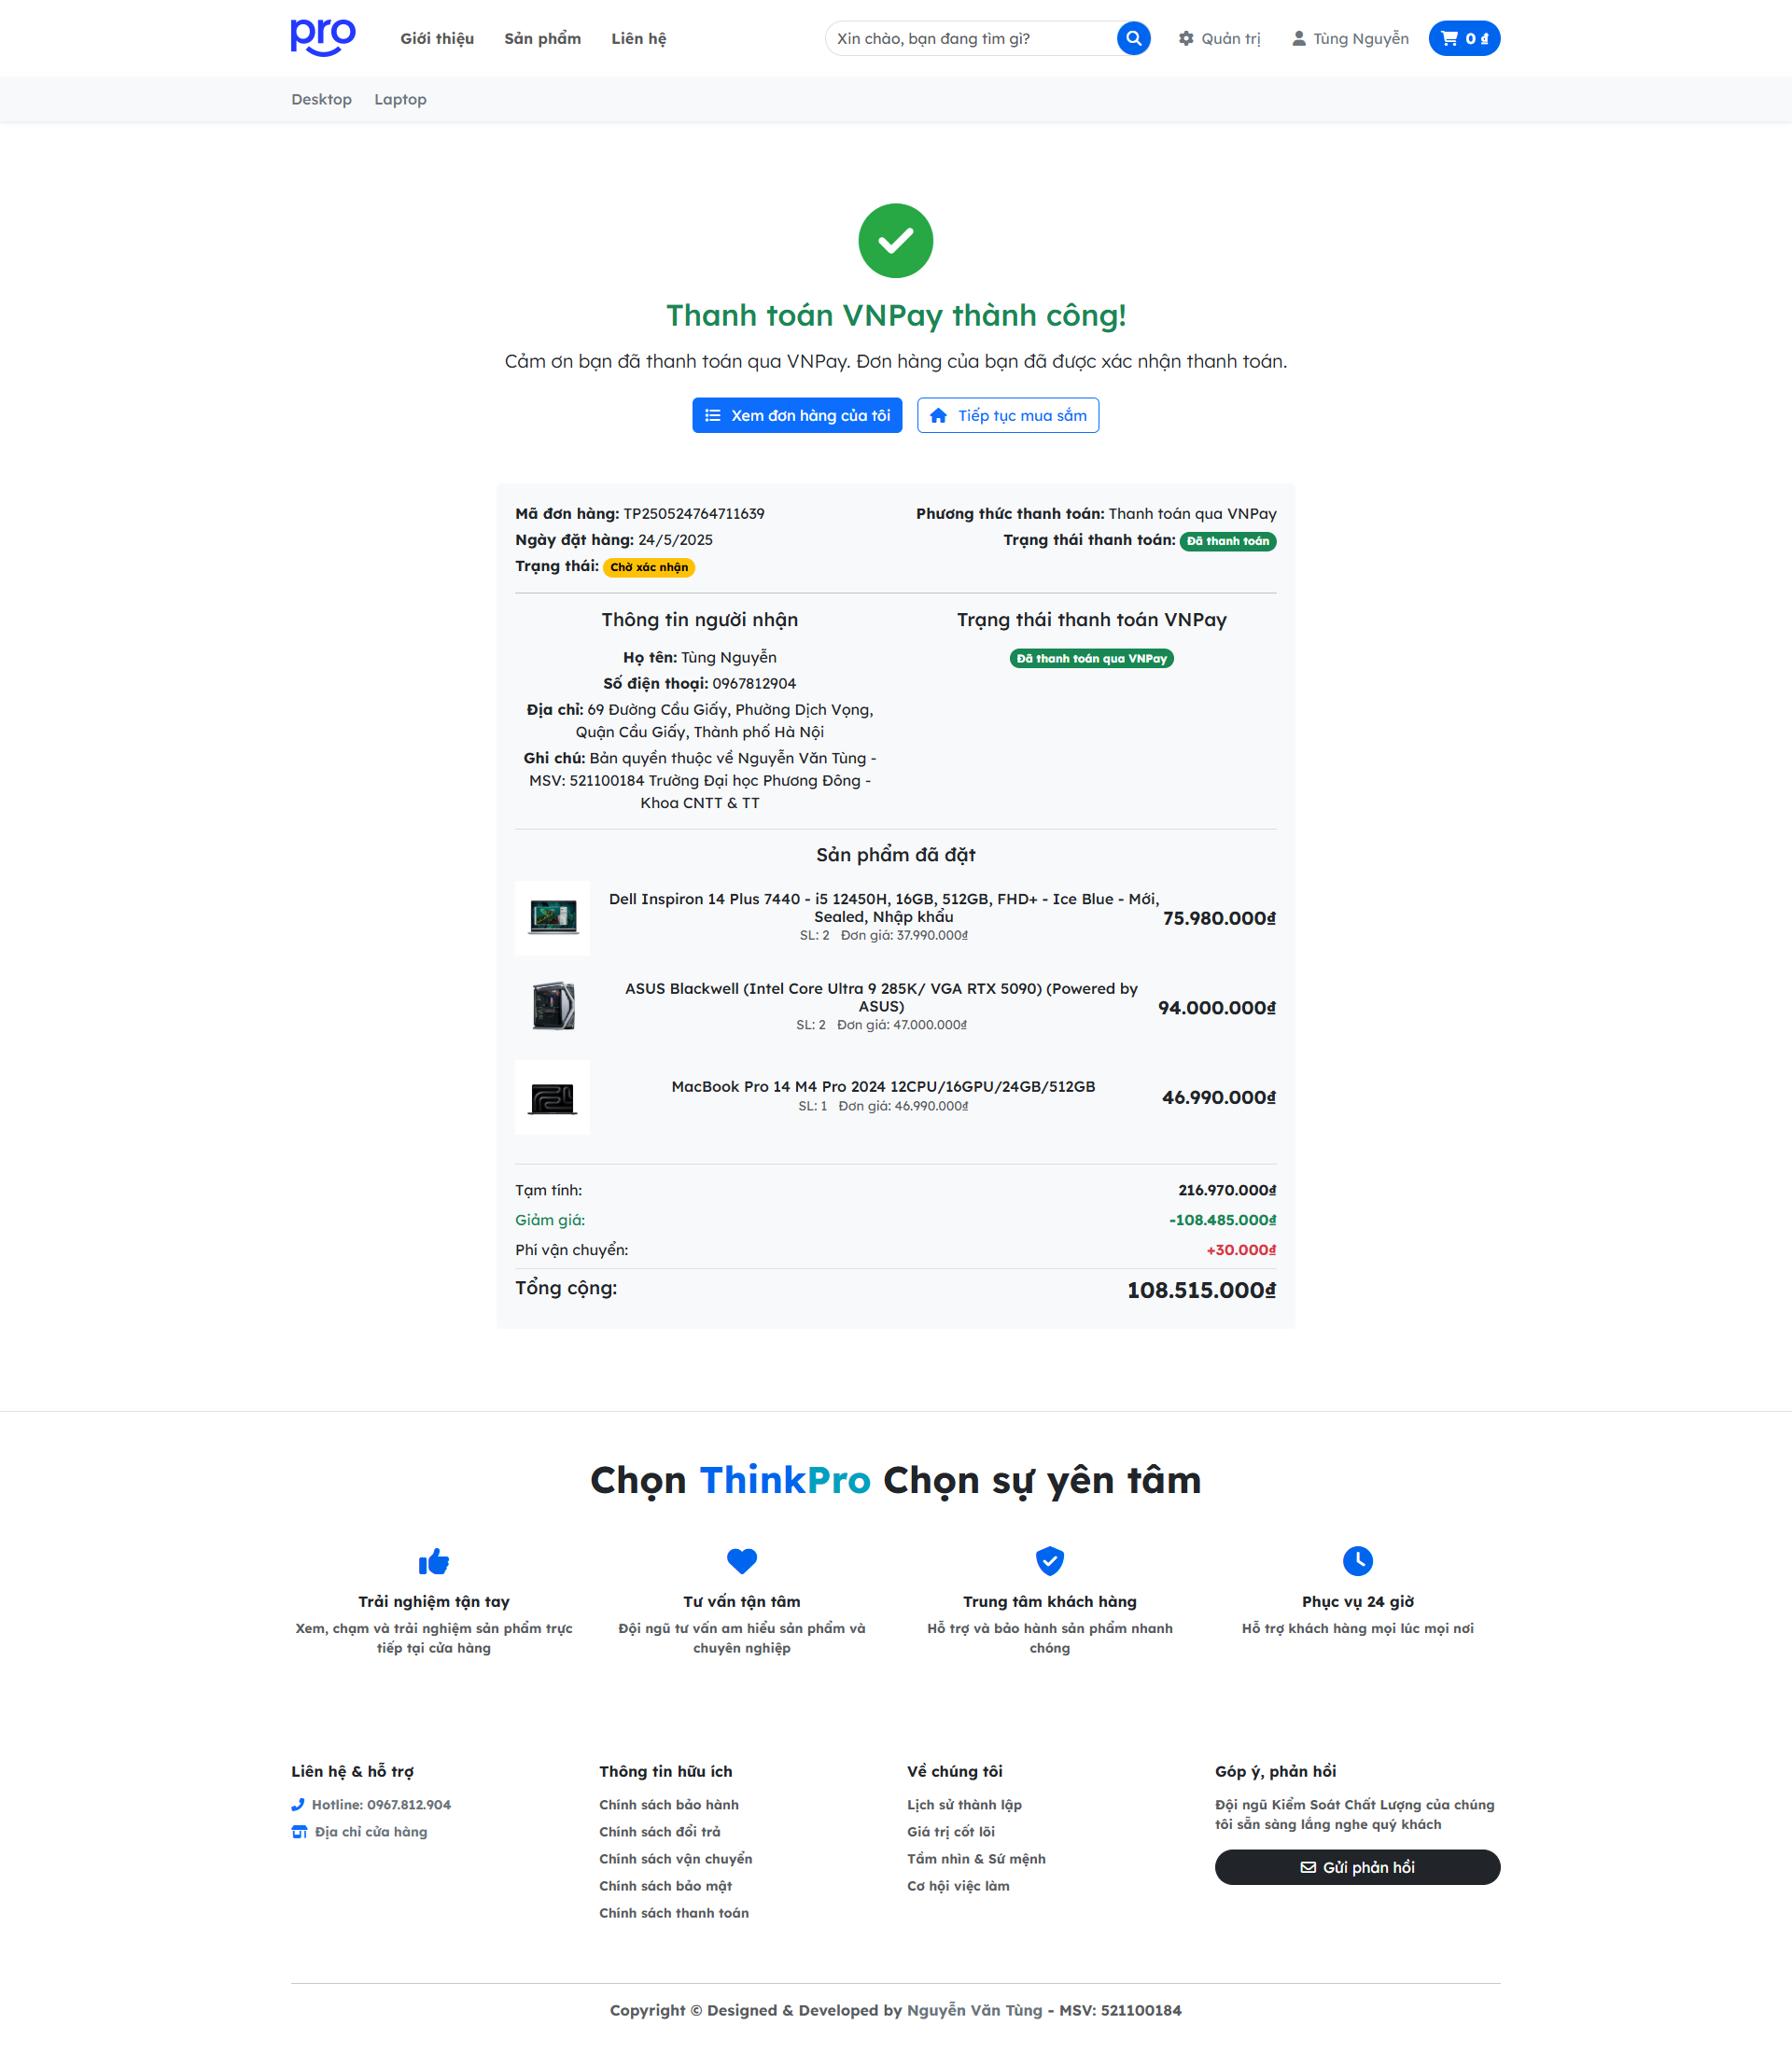 pro
Giới thiệu
Sản phẩm
Liên hệ
Xin chào, bạn đang tìm gì?
Quản trị
Tùng Nguyễn
0 ₫
Desktop
Laptop
Thanh toán VNPay thành công!
Cảm ơn bạn đã thanh toán qua VNPay. Đơn hàng của bạn đã được xác nhận thanh toán.
Xem đơn hàng của tôi
Tiếp tục mua sắm
Mã đơn hàng: TP250524764711639
Ngày đặt hàng: 24/5/2025
Trạng thái: Chờ xác nhận
Phương thức thanh toán: Thanh toán qua VNPay
Trạng thái thanh toán: Đã thanh toán
Thông tin người nhận
Họ tên: Tùng Nguyễn
Số điện thoại: 0967812904
Địa chỉ: 69 Đường Cầu Giấy, Phường Dịch Vọng,
Quận Cầu Giấy, Thành phố Hà Nội
Ghi chú: Bản quyền thuộc về Nguyễn Văn Tùng -
MSV: 521100184 Trường Đại học Phương Đông -
Khoa CNTT & TT
Trạng thái thanh toán VNPay
Đã thanh toán qua VNPay
Sản phẩm đã đặt
Dell Inspiron 14 Plus 7440 - i5 12450H, 16GB, 512GB, FHD+ - Ice Blue - Mới,
Sealed, Nhập khẩu
SL: 2 Đơn giá: 37.990.000₫
75.980.000₫
ASUS Blackwell (Intel Core Ultra 9 285K/ VGA RTX 5090) (Powered by
ASUS)
SL: 2 Đơn giá: 47.000.000₫
94.000.000₫
MacBook Pro 14 M4 Pro 2024 12CPU/16GPU/24GB/512GB
SL: 1 Đơn giá: 46.990.000₫
46.990.000₫
Tạm tính: 216.970.000₫
Giảm giá: -108.485.000₫
Phí vận chuyển: +30.000₫
Tổng cộng: 108.515.000₫
Chọn ThinkPro Chọn sự yên tâm
Trải nghiệm tận tay
Xem, chạm và trải nghiệm sản phẩm trực
tiếp tại cửa hàng
Tư vấn tận tâm
Đội ngũ tư vấn am hiểu sản phẩm và
chuyên nghiệp
Trung tâm khách hàng
Hỗ trợ và bảo hành sản phẩm nhanh
chóng
Phục vụ 24 giờ
Hỗ trợ khách hàng mọi lúc mọi nơi
Liên hệ & hỗ trợ
Hotline: 0967.812.904
Địa chỉ cửa hàng
Thông tin hữu ích
Chính sách bảo hành
Chính sách đổi trả
Chính sách vận chuyển
Chính sách bảo mật
Chính sách thanh toán
Về chúng tôi
Lịch sử thành lập
Giá trị cốt lõi
Tầm nhìn & Sứ mệnh
Cơ hội việc làm
Góp ý, phản hồi
Đội ngũ Kiểm Soát Chất Lượng của chúng
tôi sẵn sàng lắng nghe quý khách
Gửi phản hồi
Copyright © Designed & Developed by Nguyễn Văn Tùng - MSV: 521100184